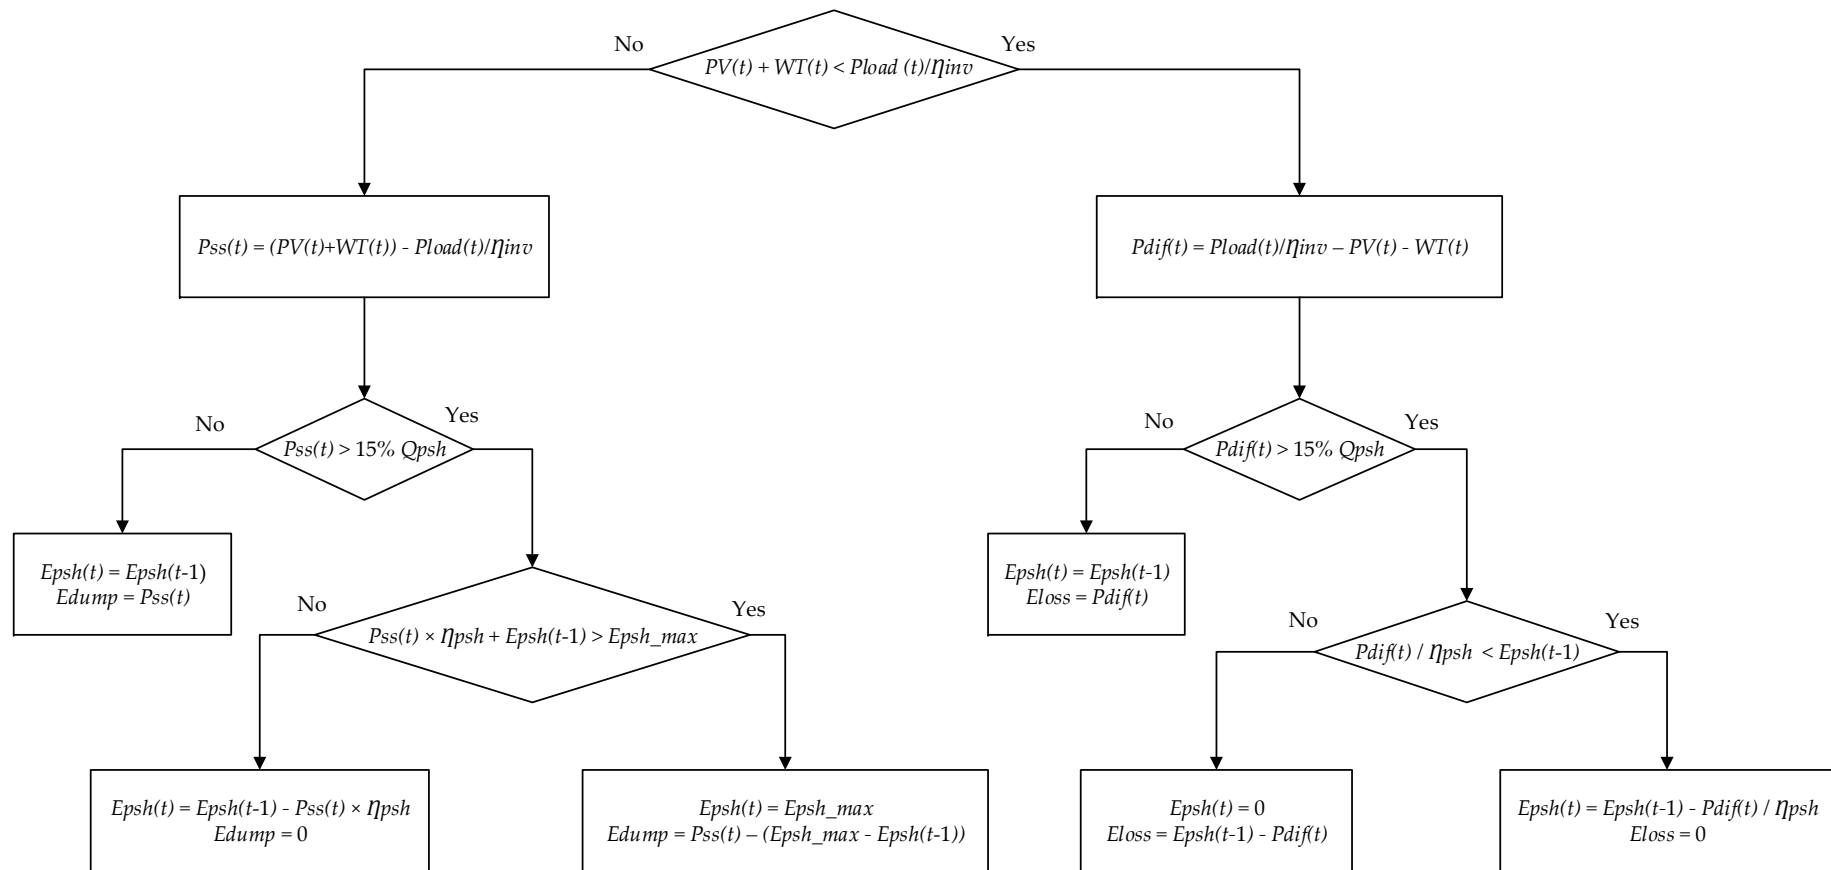 No
Yes
PV(t) + WT(t) < Pload (t)/ηinv
Pss(t) = (PV(t)+WT(t)) - Pload(t)/ηinv
Pdif(t) = Pload(t)/ηinv – PV(t) - WT(t)
No
Yes
Pss(t) > 15% Qpsh
No
Yes
Pdif(t) > 15% Qpsh
Epsh(t) = Epsh(t-1)
Edump = Pss(t)
No
Yes
Pss(t) × ηpsh + Epsh(t-1) > Epsh_max
Epsh(t) = Epsh(t-1)
Eloss = Pdif(t)
No
Yes
Pdif(t) / ηpsh < Epsh(t-1)
Epsh(t) = Epsh(t-1) - Pss(t) × ηpsh
Edump = 0
Epsh(t) = Epsh_max
Edump = Pss(t) – (Epsh_max - Epsh(t-1))
Epsh(t) = 0
Eloss = Epsh(t-1) - Pdif(t)
Epsh(t) = Epsh(t-1) - Pdif(t) / ηpsh
Eloss = 0